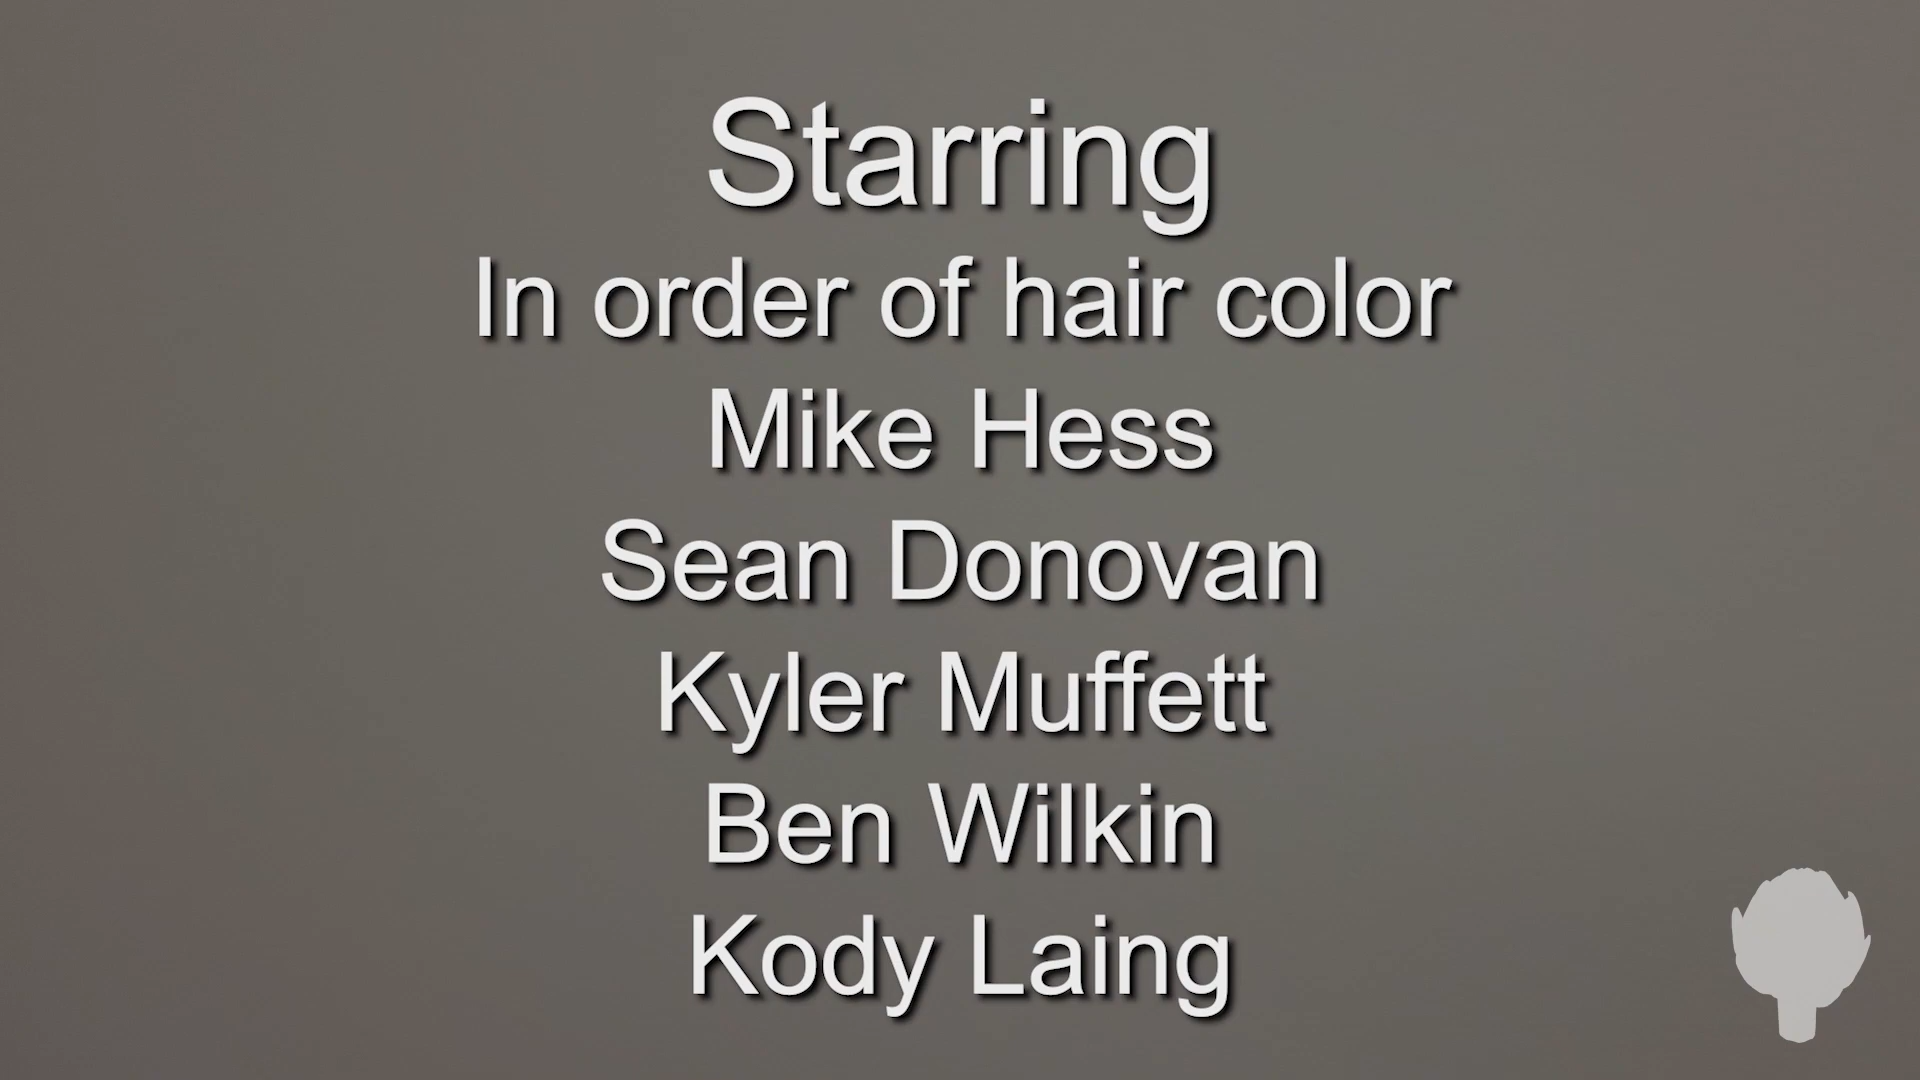 Starring
In order of hair color
Mike Hess
Sean Donovan
Kyler Muffett
Ben Wilkin
Kody Laing